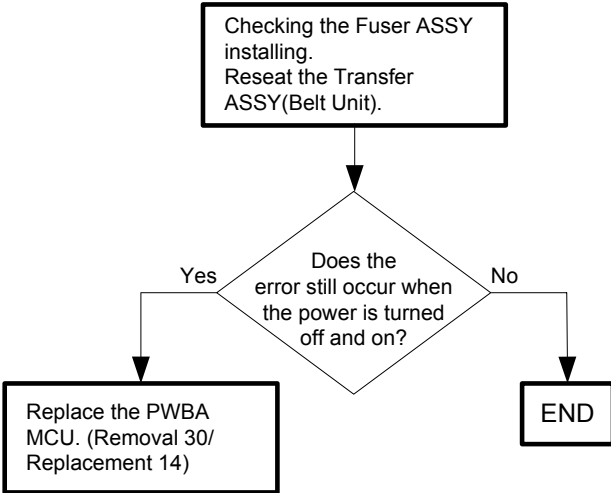 Checking the Fuser ASSY
installing.
Reseat the Transfer
ASSY(Belt Unit).
Does the
error still occur when
the power is turned
off and on?
Yes
No
Replace the PWBA
MCU. (Removal 30/
Replacement 14)
END